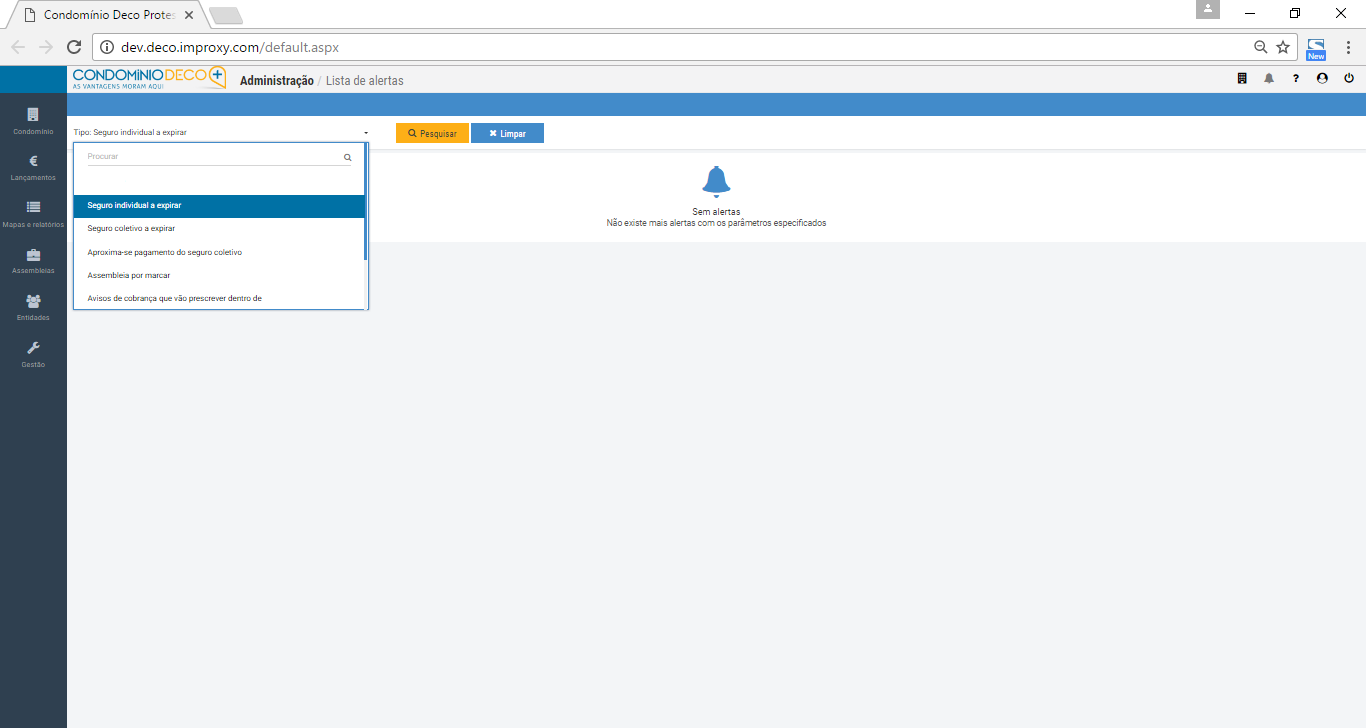 Condomínio Deco Protes
dev.deco.improxy.com/default.aspx
New
CONDOMÍNIO DECO+
AS VANTAGENS MORAM AQUI
Administração / Lista de alertas
?
Condomínio
Lançamentos
Mapas e relatórios
Assembleias
Entidades
Gestão
Tipo: Seguro individual a expirar
Pesquisar
Limpar
Procurar
Seguro individual a expirar
Seguro coletivo a expirar
Aproxima-se pagamento do seguro coletivo
Assembleia por marcar
Avisos de cobrança que vão prescrever dentro de
Sem alertas
Não existe mais alertas com os parâmetros especificados